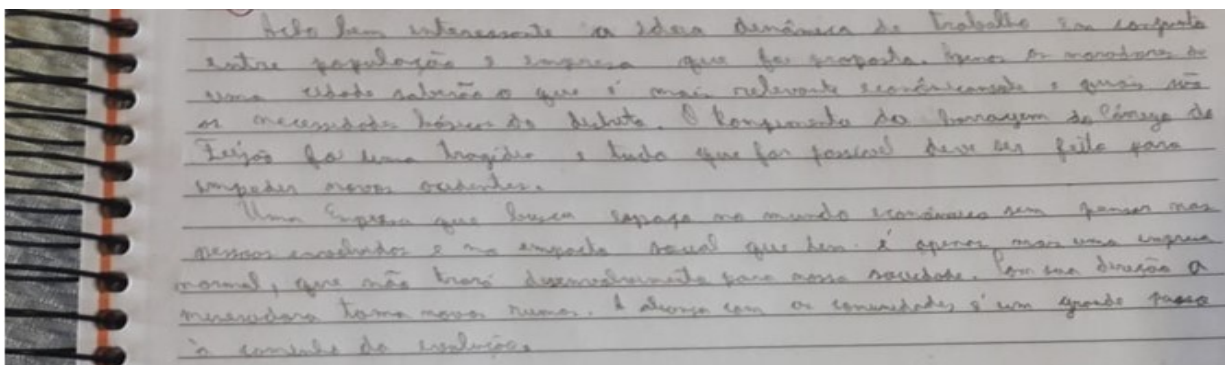 Acho bem interessante a ideia dinâmica do trabalho em conjunto
entre população e empresa que foi proposta. Apenas os moradores de
uma cidade saberão o que é mais relevante econômicamente e quais são
as necessidades básicas do distrito. O Rompimento da barragem do Córrego do
Feijão foi uma tragédia e tudo que for possível deve ser feito para
impedir novos acidentes.
Uma Empresa que busca espaço no mundo econômico sem pensar nas
pessoas envolvidas e no impacto social que tem é apenas mais uma empresa
normal, que não trará desenvolvimento para nossa sociedade. Com sua direção a
mineradora toma novos rumos. A aliança com as comunidades é um grande passo
à caminho da evolução.